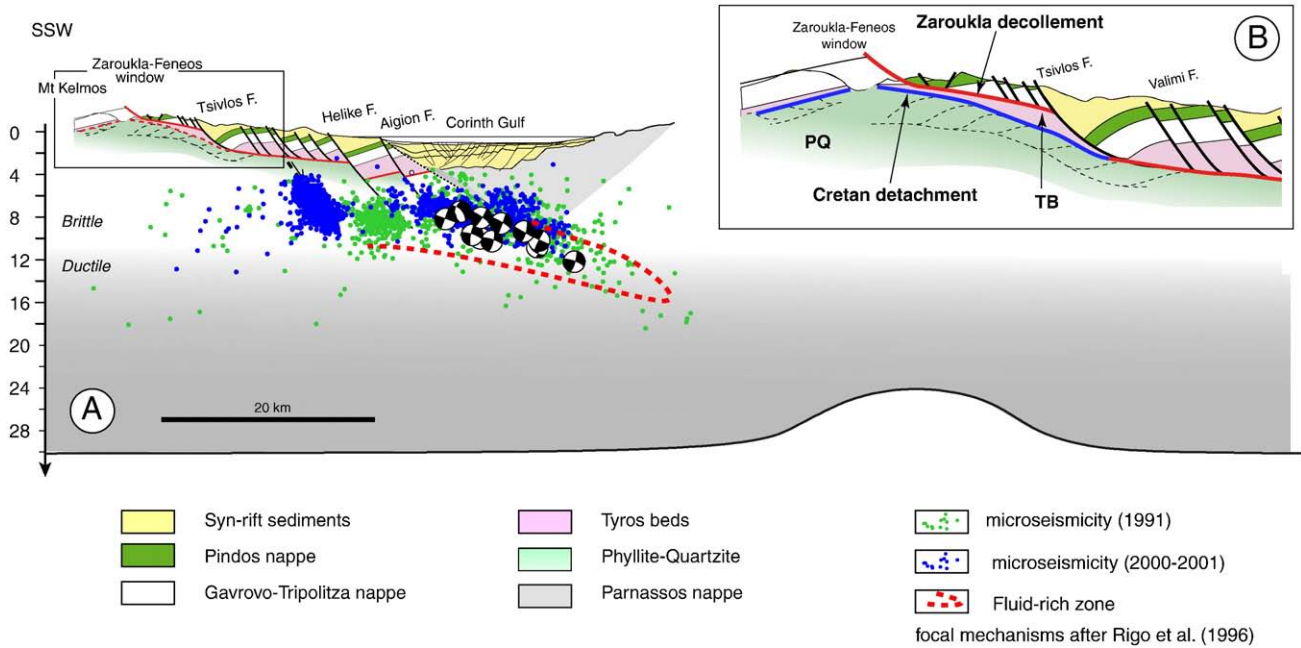 SSW
Zaroukla-Feneos
window
Mt Kelmos
Tsivlos F.
Helike F.
Aigion F.
Corinth Gulf
0
4
8
12
16
20
24
28
Brittle
Ductile
A
20 km
B
Zaroukla decollement
Zaroukla-Feneos
window
Tsivlos F.
Valimi F.
PQ
Cretan detachment
TB
Syn-rift sediments
Pindos nappe
Gavrovo-Tripolitza nappe
Tyros beds
Phyllite-Quartzite
Parnassos nappe
microseismicity (1991)
microseismicity (2000-2001)
Fluid-rich zone
focal mechanisms after Rigo et al. (1996)